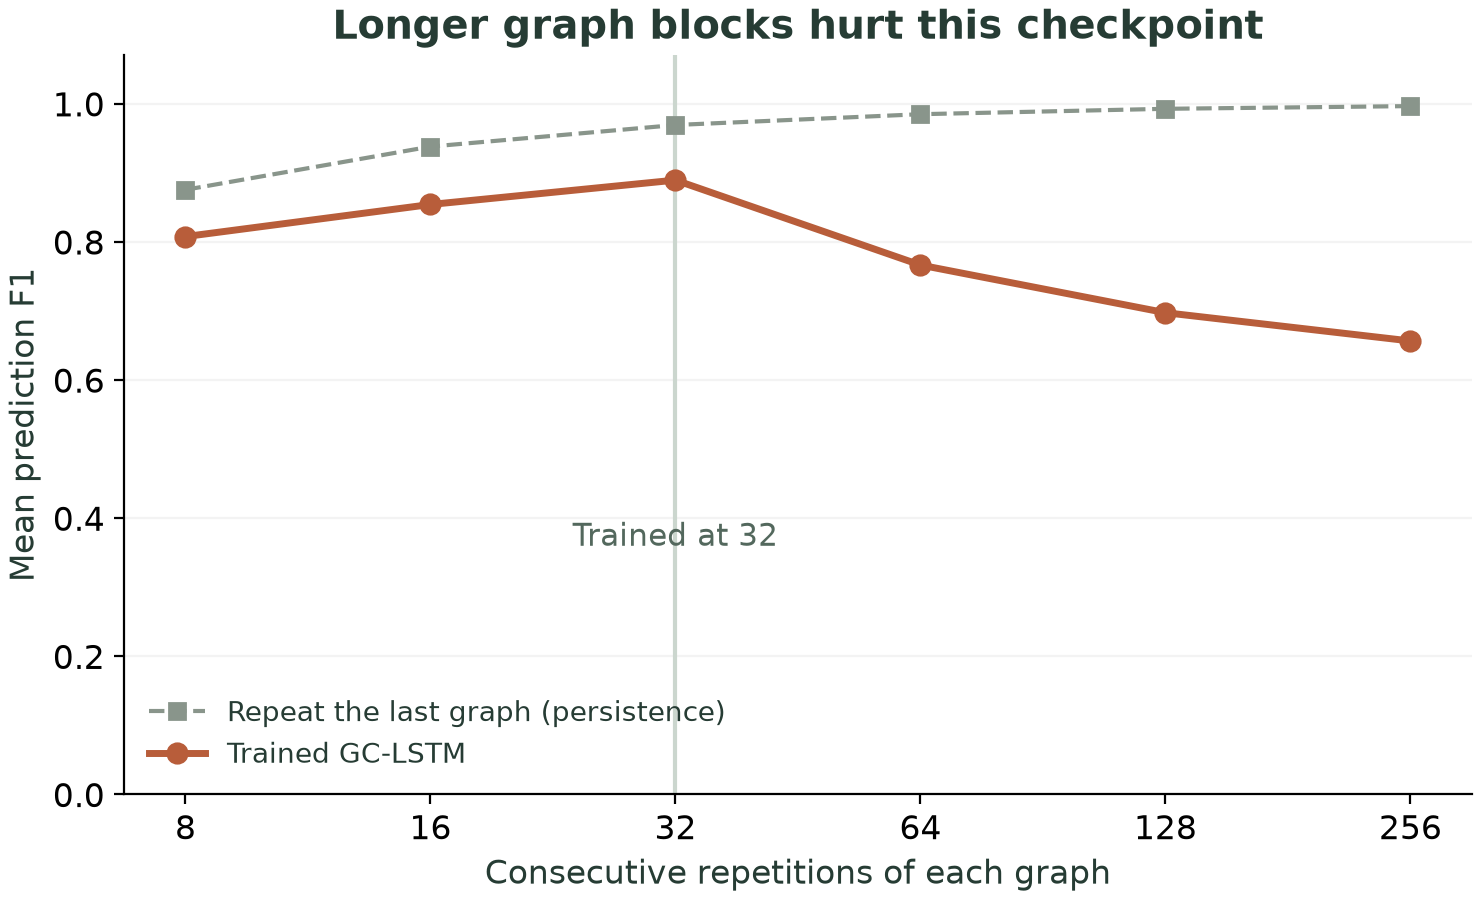 Longer graph blocks hurt this checkpoint
Mean prediction F1
1.0
0.8
0.6
0.4
0.2
0.0
Trained at 32
Repeat the last graph (persistence)
Trained GC-LSTM
8 16 32 64 128 256
Consecutive repetitions of each graph